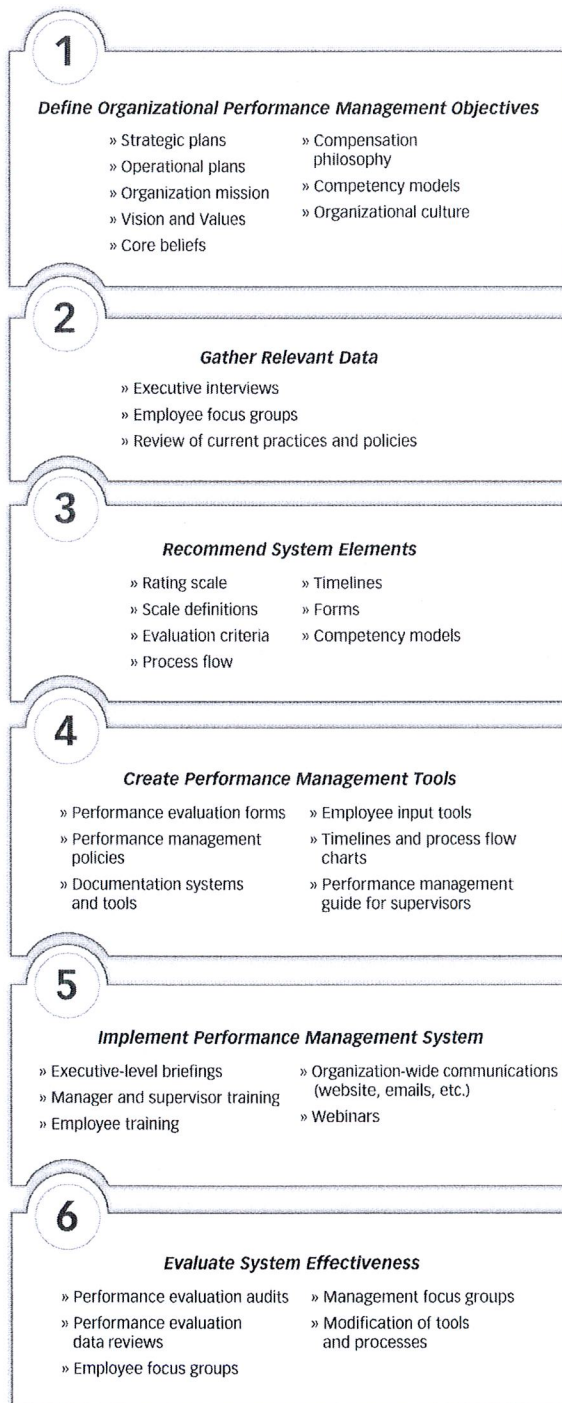 1
Define Organizational Performance Management Objectives
» Strategic plans
» Operational plans
» Organization mission
» Vision and Values
» Core beliefs
» Compensation
philosophy
» Competency models
» Organizational culture
2
Gather Relevant Data
» Executive interviews
» Employee focus groups
» Review of current practices and policies
3
Recommend System Elements
» Rating scale
» Scale definitions
» Evaluation criteria
» Process flow
» Timelines
» Forms
» Competency models
4
Create Performance Management Tools
» Performance evaluation forms
» Performance management
policies
» Documentation systems
and tools
» Employee input tools
» Timelines and process flow
charts
» Performance management
guide for supervisors
5
Implement Performance Management System
» Executive-level briefings
» Manager and supervisor training
» Employee training
» Organization-wide communications
(website, emails, etc.)
» Webinars
6
Evaluate System Effectiveness
» Performance evaluation audits
» Performance evaluation
data reviews
» Employee focus groups
» Management focus groups
» Modification of tools
and processes